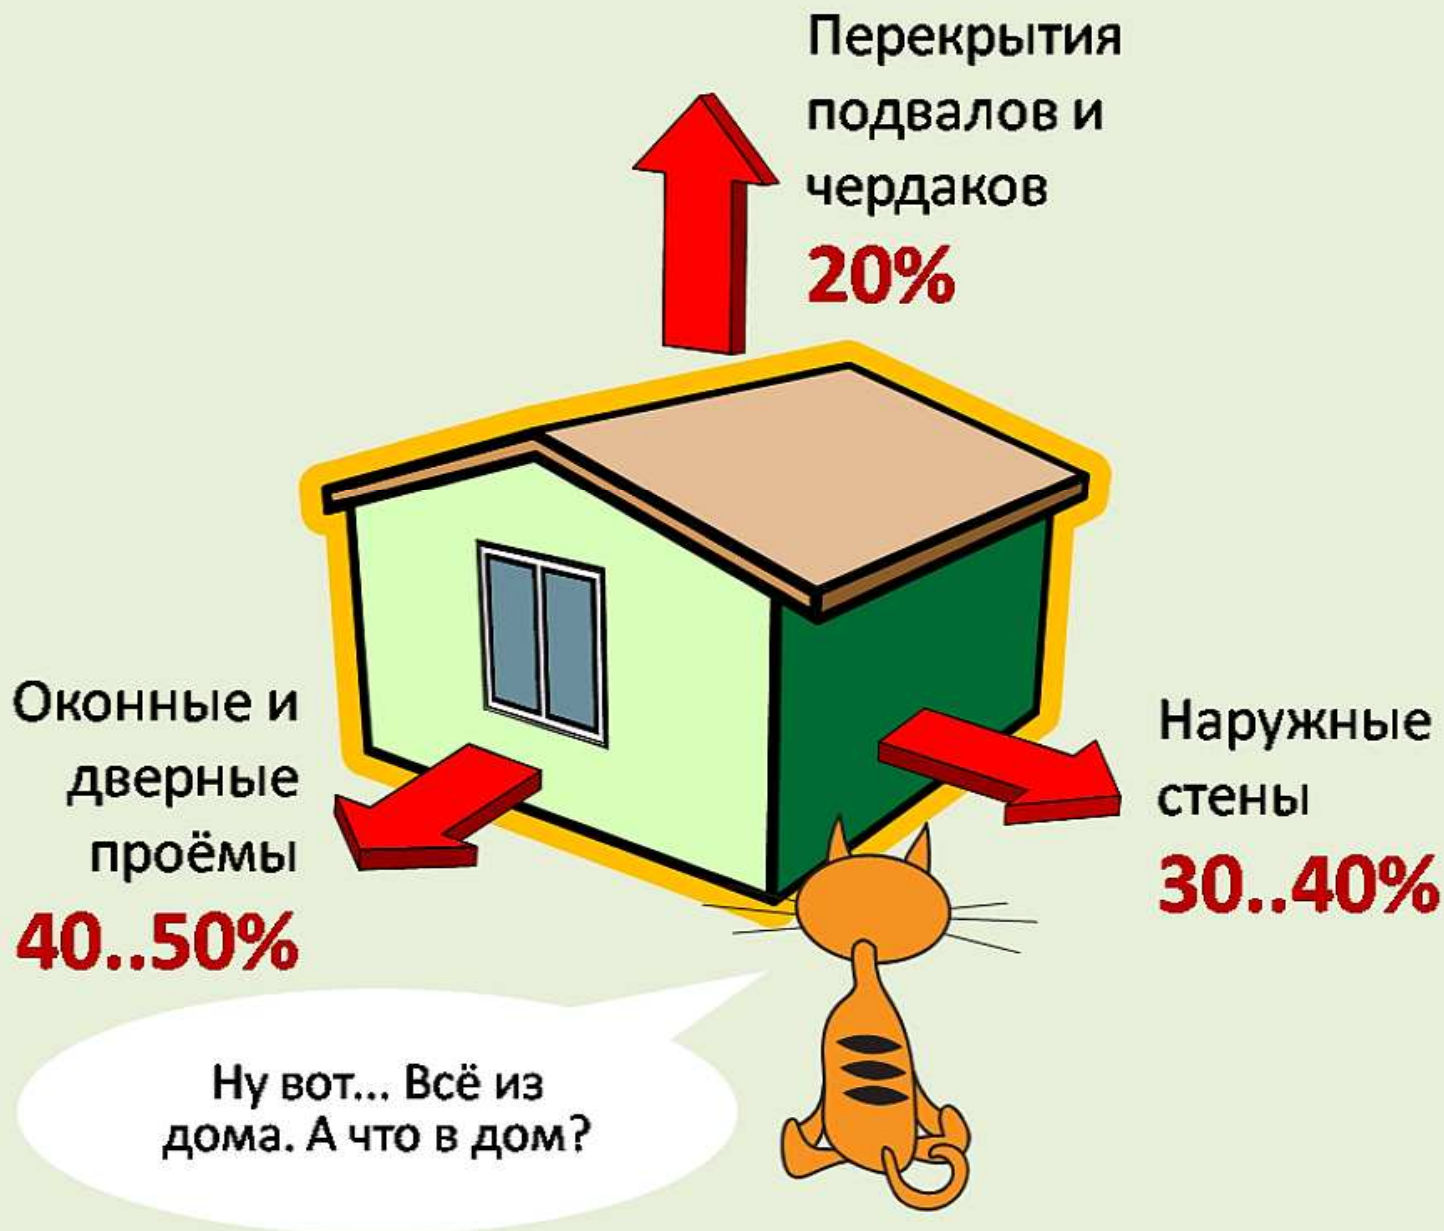 Перекрытия
подвалов и
чердаков
20%
Оконные и
дверные
проёмы
40..50%
Наружные
стены
30..40%
Ну вот... Всё из
дома. А что в дом?